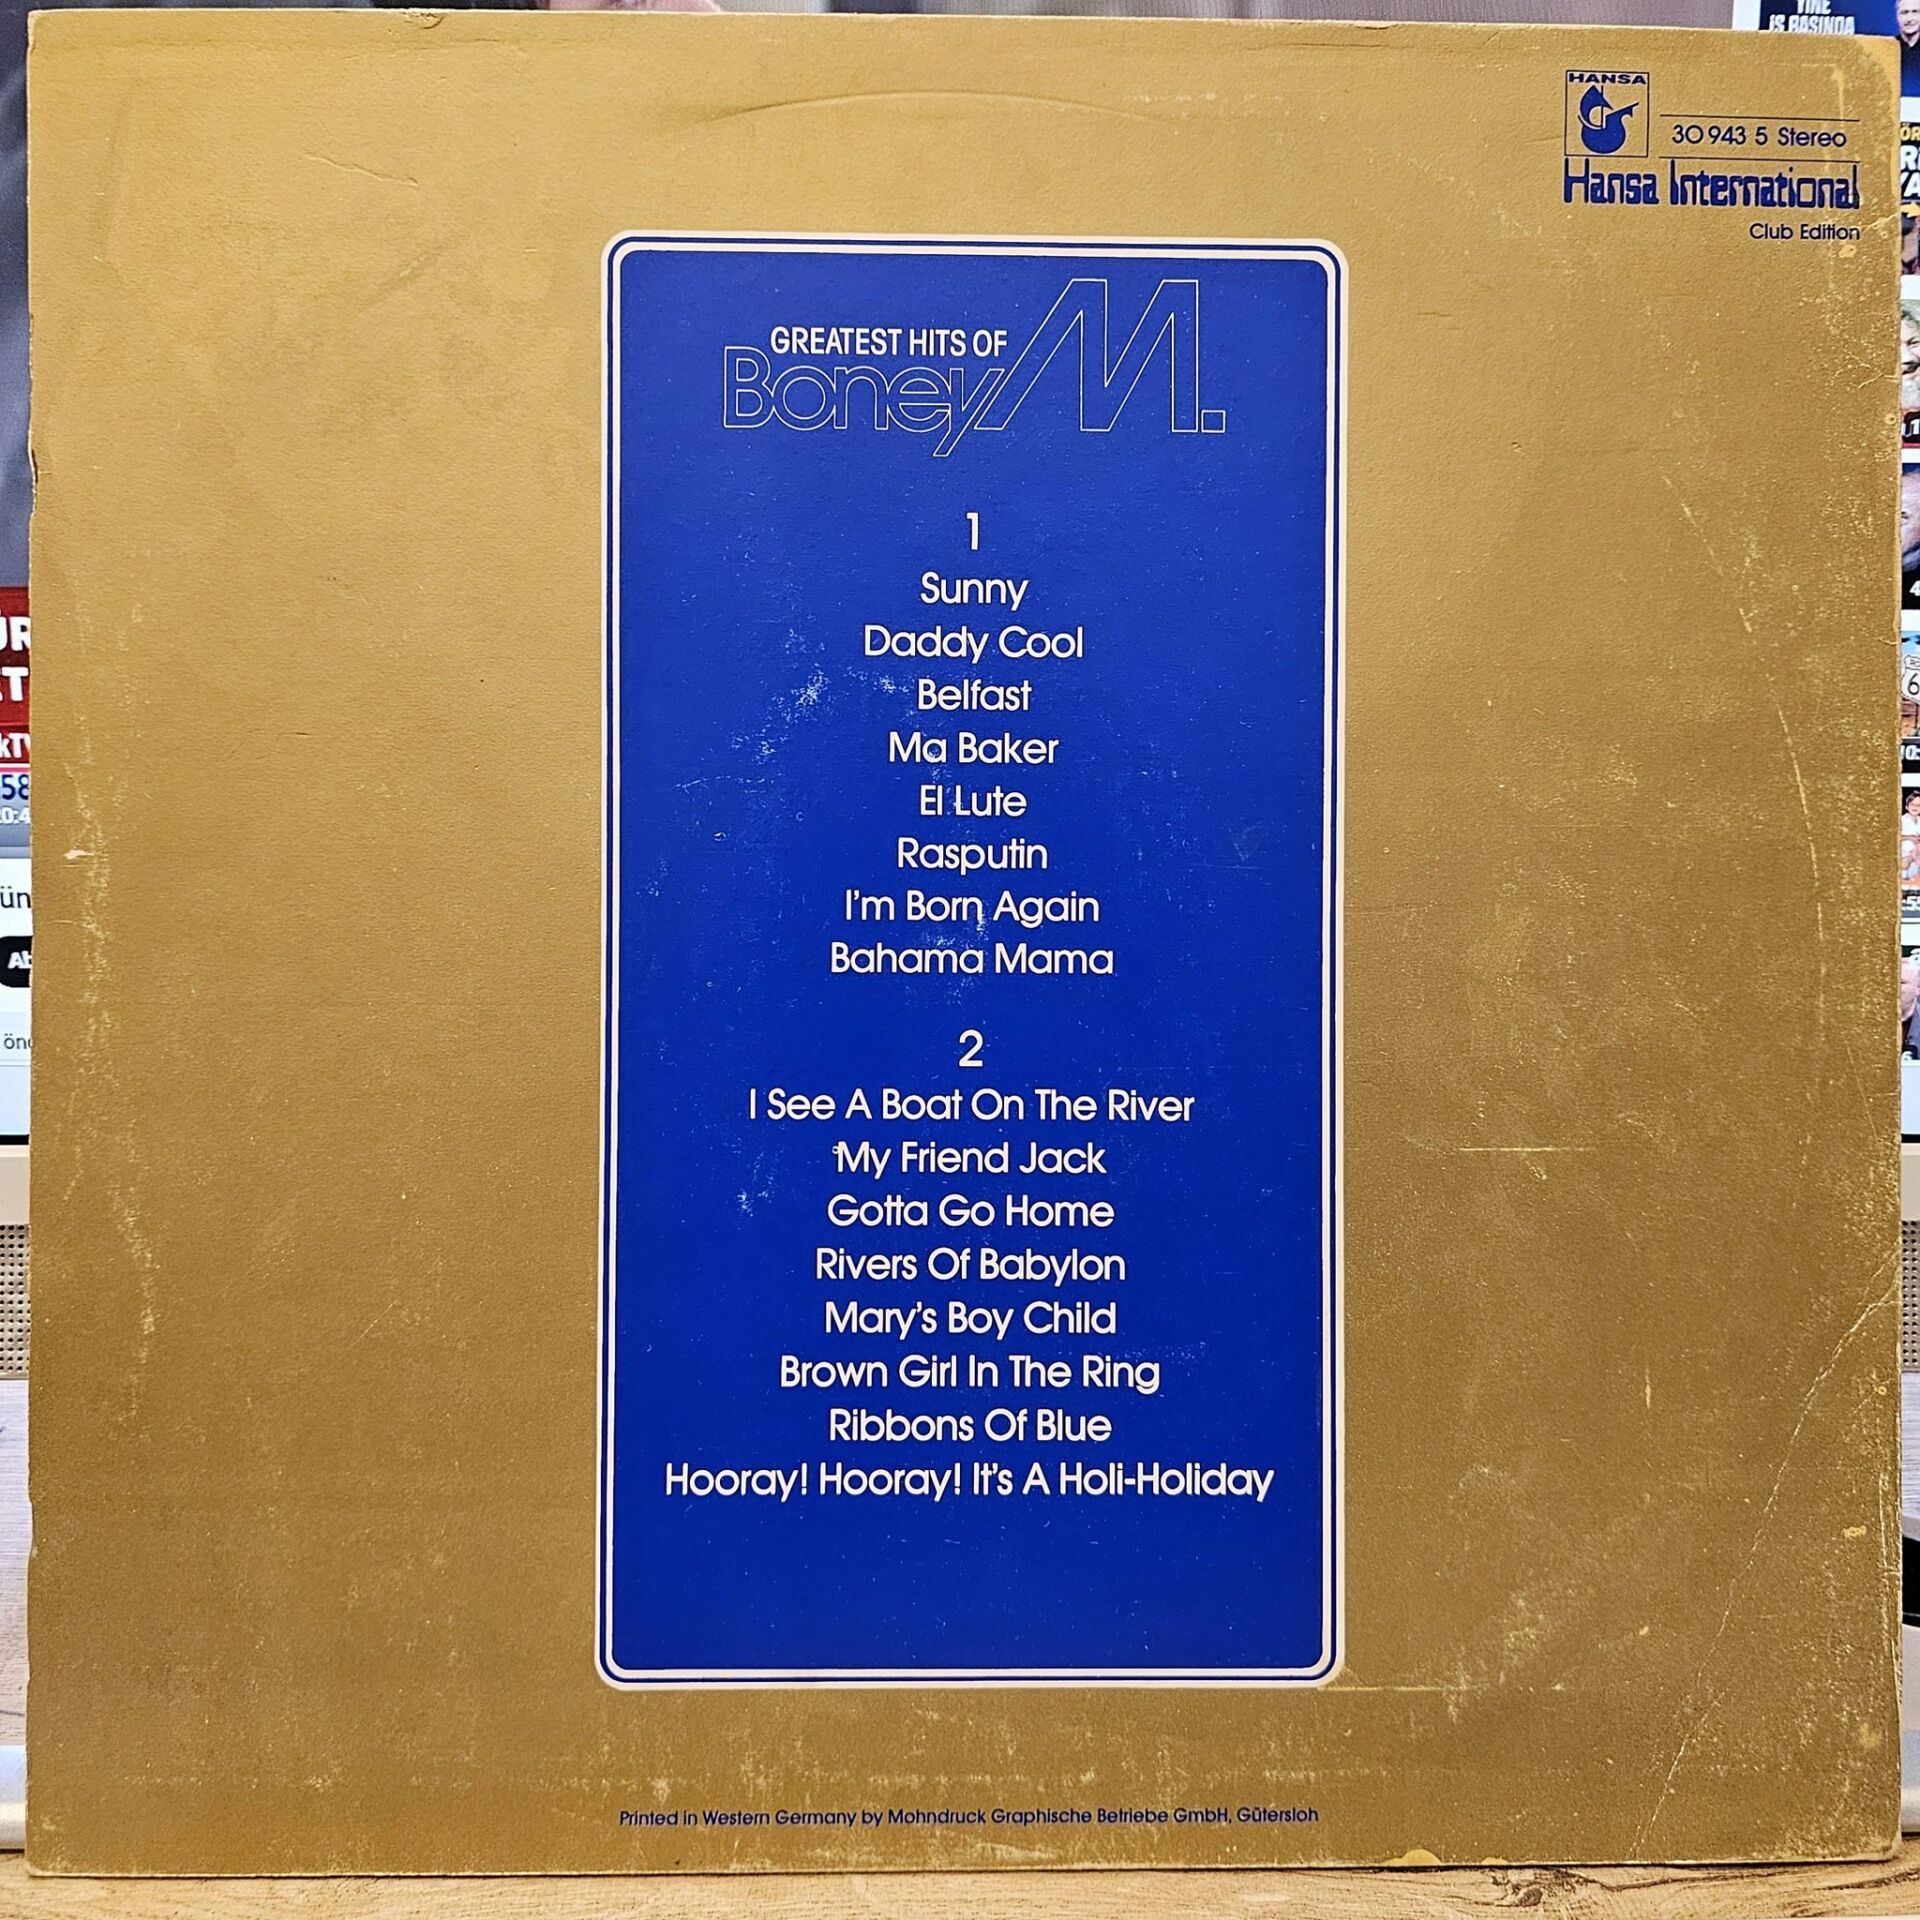 HANSA
30 943 5 Stereo
Hansa International
Club Edition
GREATEST HITS OF
Boney M.
1
Sunny
Daddy Cool
Belfast
Ma Baker
El Lute
Rasputin
I'm Born Again
Bahama Mama
2
I See A Boat On The River
My Friend Jack
Gotta Go Home
Rivers Of Babylon
Mary's Boy Child
Brown Girl In The Ring
Ribbons Of Blue
Hooray! Hooray! It's A Holi-Holiday
Printed in Western Germany by Mohndruck Graphische Betriebe GmbH, Gütersloh
YINE
İŞ BAŞINDA